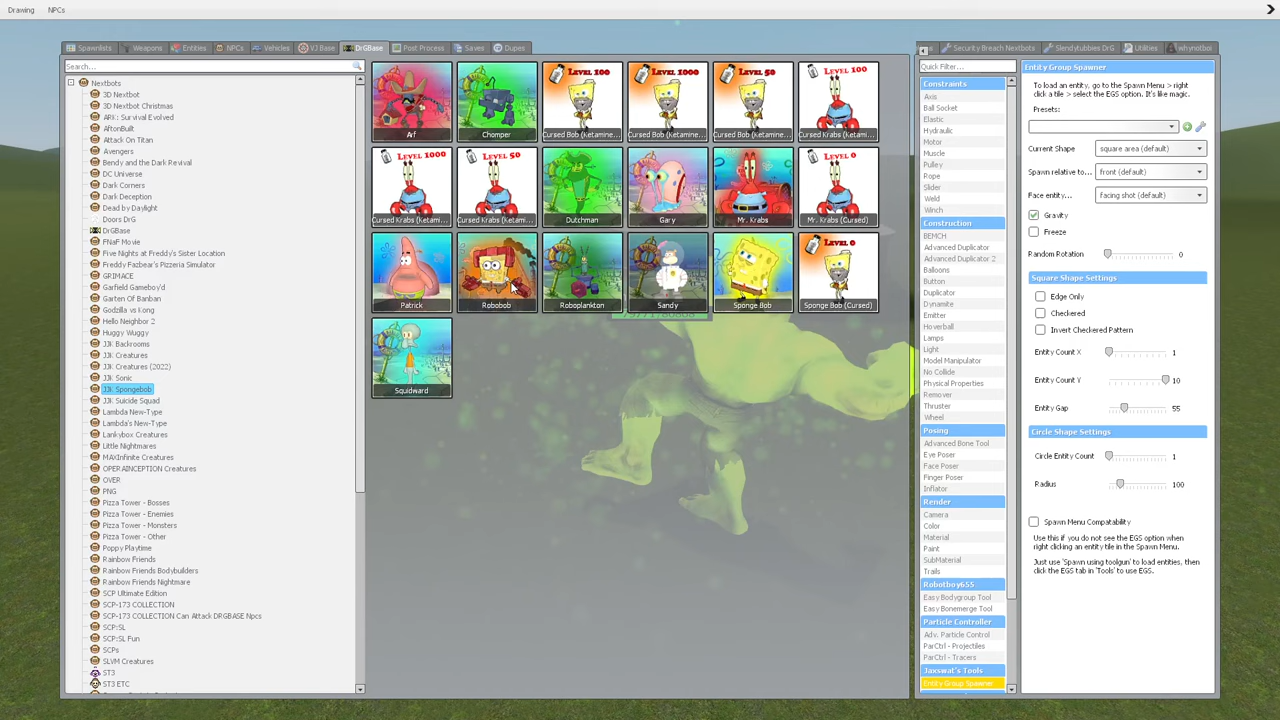 Drawing NPCs
Spawnlists Weapons Entities NPCs Vehicles VJ Base DrGBase Post Process Saves Dupes
Search...
Nextbots
3D Nextbot
3D Nextbot Christmas
ARK: Survival Evolved
AftonBuilt
Attack On Titan
Avengers
Bendy and the Dark Revival
DC Universe
Dark Corners
Dark Deception
Dead by Daylight
Doors DrG
DrGBase
FNaF Movie
Five Nights at Freddy's Sister Location
Freddy Fazbear's Pizzeria Simulator
GRIMACE
Garfield Gameboy'd
Garten Of Banban
Godzilla vs Kong
Hello Neighbor 2
Huggy Wuggy
JJK Backrooms
JJK Creatures
JJK Creatures (2022)
JJK Sonic
JJK Spongebob
JJK Suicide Squad
Lambda New-Type
Lambda's New-Type
Lankybox Creatures
Little Nightmares
MAXInfinite Creatures
OPERAINCEPTION Creatures
OVER
PNG
Pizza Tower - Bosses
Pizza Tower - Enemies
Pizza Tower - Monsters
Pizza Tower - Other
Poppy Playtime
Rainbow Friends
Rainbow Friends Bodybuilders
Rainbow Friends Nightmare
SCP Ultimate Edition
SCP-173 COLLECTION
SCP-173 COLLECTION Can Attack DRGBASE Npcs
SCP:SL
SCP:SL Fun
SCPs
SLVM Creatures
ST3
ST3 ETC
LEVEL 100 LEVEL 1000 LEVEL 50 LEVEL 100
Arf Chomper Cursed Bob (Ketamine... Cursed Bob (Ketamine... Cursed Bob (Ketamine... Cursed Krabs (Ketami...
LEVEL 1000 LEVEL 50 LEVEL 0
Cursed Krabs (Ketami... Cursed Krabs (Ketami... Dutchman Gary Mr. Krabs Mr. Krabs (Cursed)
LEVEL 0
Patrick Robobob Roboplankton Sandy Sponge Bob Sponge Bob (Cursed)
Squidward
Security Breach Nextbots Slendytubbies DrG Utilities whynotboi
Quick Filter...
Constraints
Axis
Ball Socket
Elastic
Hydraulic
Motor
Muscle
Pulley
Rope
Slider
Weld
Winch
Construction
BEMCH
Advanced Duplicator
Advanced Duplicator 2
Balloons
Button
Duplicator
Dynamite
Emitter
Hoverball
Lamps
Light
Model Manipulator
No Collide
Physical Properties
Remover
Thruster
Wheel
Posing
Advanced Bone Tool
Eye Poser
Face Poser
Finger Poser
Inflator
Render
Camera
Color
Material
Paint
SubMaterial
Trails
Robotboy655
Easy Bodygroup Tool
Easy Bonemerge Tool
Particle Controller
Adv. Particle Control
ParCtrl - Projectiles
ParCtrl - Tracers
Jaxswat's Tools
Entity Group Spawner
Entity Group Spawner
To load an entity, go to the Spawn Menu > right
click a tile > select the EGS option. It's like magic.
Presets:
Current Shape square area (default)
Spawn relative to... front (default)
Face entity... facing shot (default)
Gravity
Freeze
Random Rotation 0
Square Shape Settings
Edge Only
Checkered
Invert Checkered Pattern
Entity Count X 1
Entity Count Y 10
Entity Gap 55
Circle Shape Settings
Circle Entity Count 1
Radius 100
Spawn Menu Compatability
Use this if you do not see the EGS option when
right clicking an entity tile in the Spawn Menu.
Just use 'Spawn using toolgun' to load entities, then
click the EGS tab in 'Tools' to use EGS.